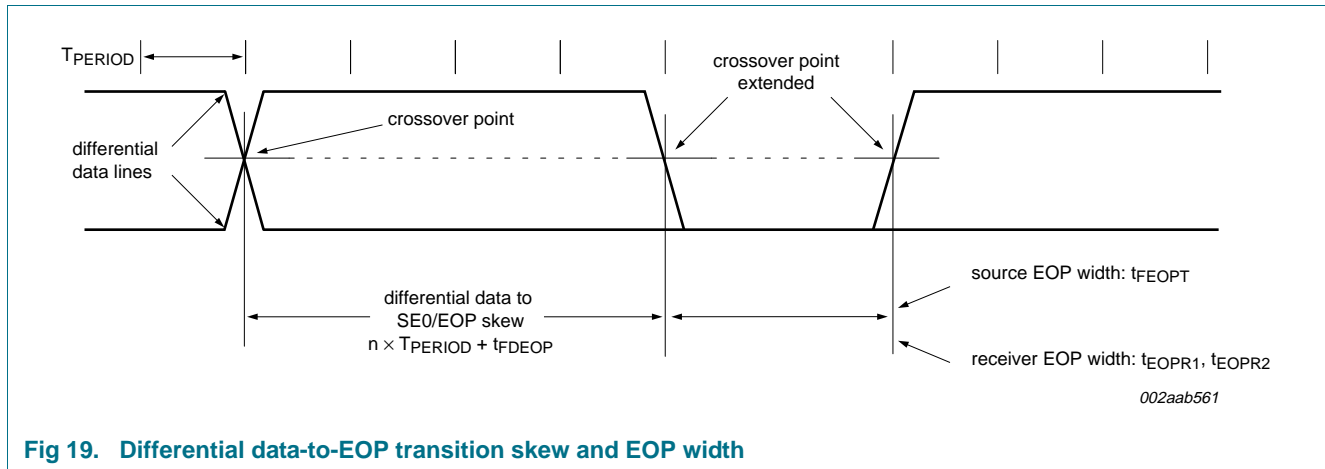 TPERIOD
crossover point
extended
crossover point
differential
data lines
differential data to
SE0/EOP skew
n × TPERIOD + tFDEOP
source EOP width: tFEOPT
receiver EOP width: tEOPR1, tEOPR2
002aab561
Fig 19. Differential data-to-EOP transition skew and EOP width